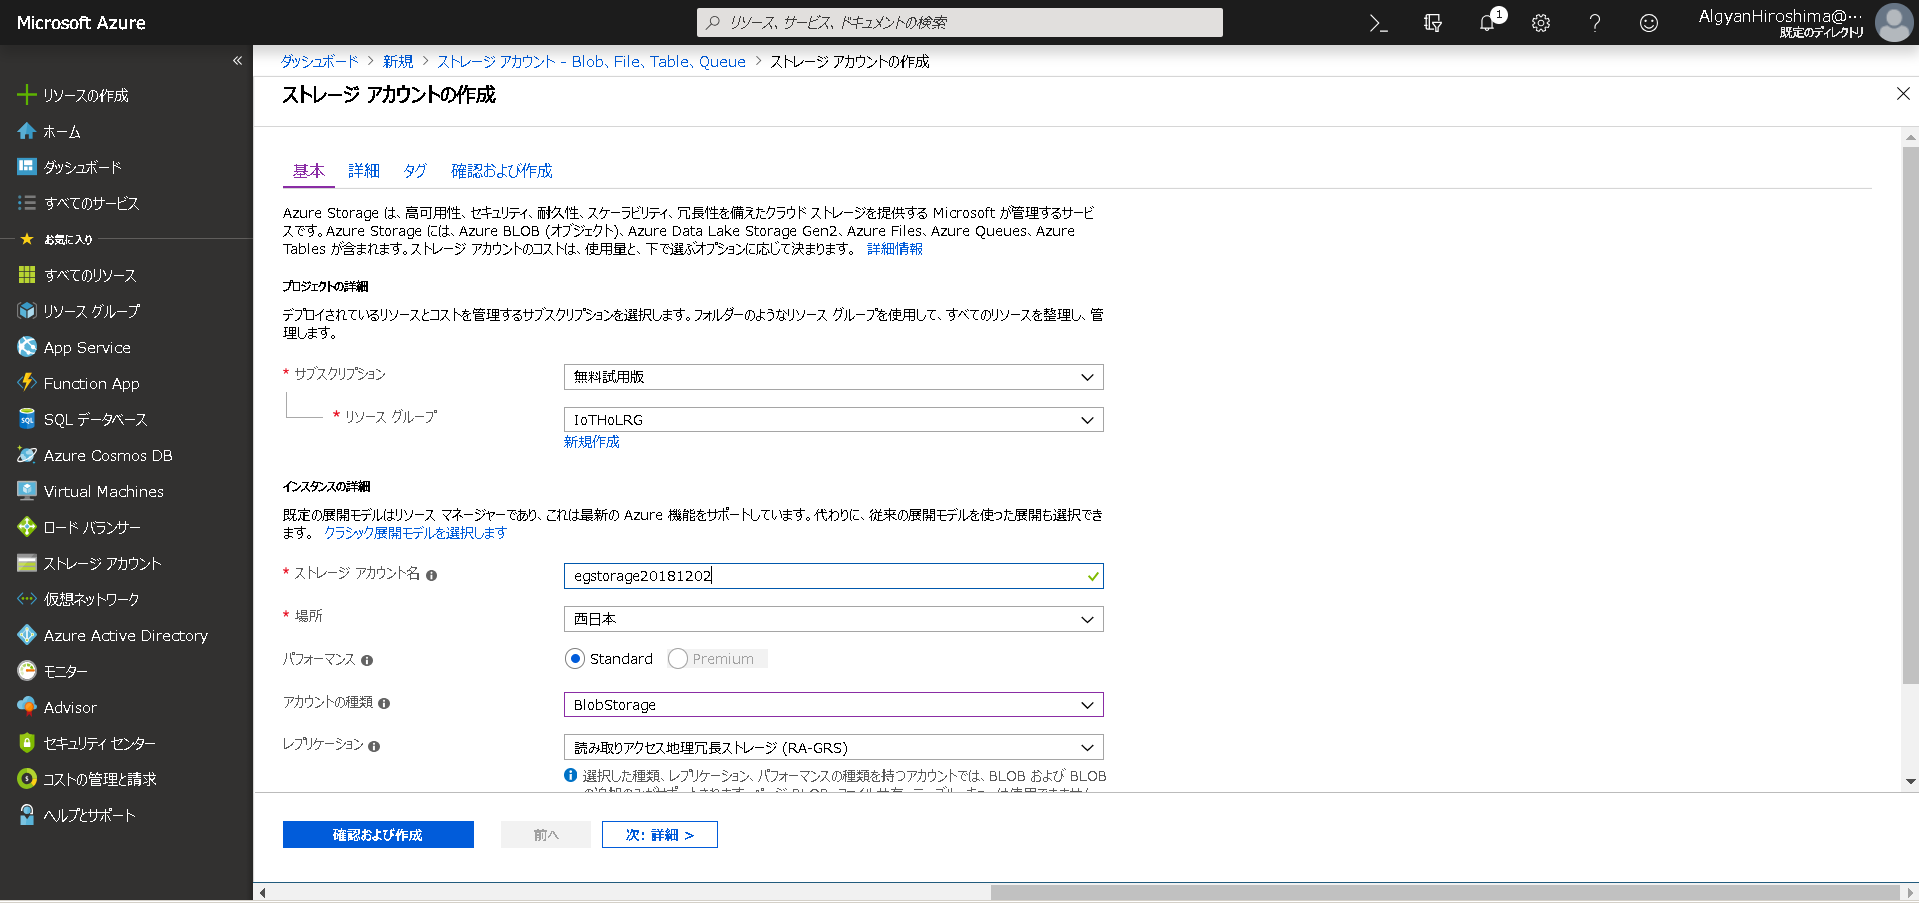 Microsoft Azure
リソース、サービス、ドキュメントの検索
1
AlgyanHiroshima@···
既定のディレクトリ
«
リソースの作成
ホーム
ダッシュボード
すべてのサービス
お気に入り
すべてのリソース
リソース グループ
App Service
Function App
SQL データベース
Azure Cosmos DB
Virtual Machines
ロード バランサー
ストレージ アカウント
仮想ネットワーク
Azure Active Directory
モニター
Advisor
セキュリティ センター
コストの管理と請求
ヘルプとサポート
ダッシュボード > 新規 > ストレージ アカウント - Blob、File、Table、Queue > ストレージ アカウントの作成
ストレージ アカウントの作成
基本 詳細 タグ 確認および作成
Azure Storage は、高可用性、セキュリティ、耐久性、スケーラビリティ、冗長性を備えたクラウド ストレージを提供する Microsoft が管理するサービ
スです。Azure Storage には、Azure BLOB (オブジェクト)、Azure Data Lake Storage Gen2、Azure Files、Azure Queues、Azure
Tables が含まれます。ストレージ アカウントのコストは、使用量と、下で選ぶオプションに応じて決まります。 詳細情報
プロジェクトの詳細
デプロイされているリソースとコストを管理するサブスクリプションを選択します。フォルダーのようなリソース グループを使用して、すべてのリソースを整理し、管
理します。
* サブスクリプション
無料試用版
* リソース グループ
IoTHoLRG
新規作成
インスタンスの詳細
既定の展開モデルはリソース マネージャーであり、これは最新の Azure 機能をサポートしています。代わりに、従来の展開モデルを使った展開も選択でき
ます。 クラシック展開モデルを選択します
* ストレージ アカウント名
egstorage20181202
* 場所
西日本
パフォーマンス
Standard Premium
アカウントの種類
BlobStorage
レプリケーション
読み取りアクセス地理冗長ストレージ (RA-GRS)
選択した種類、レプリケーション、パフォーマンスの種類を持つアカウントでは、BLOB および BLOB
確認および作成 前へ 次: 詳細 >